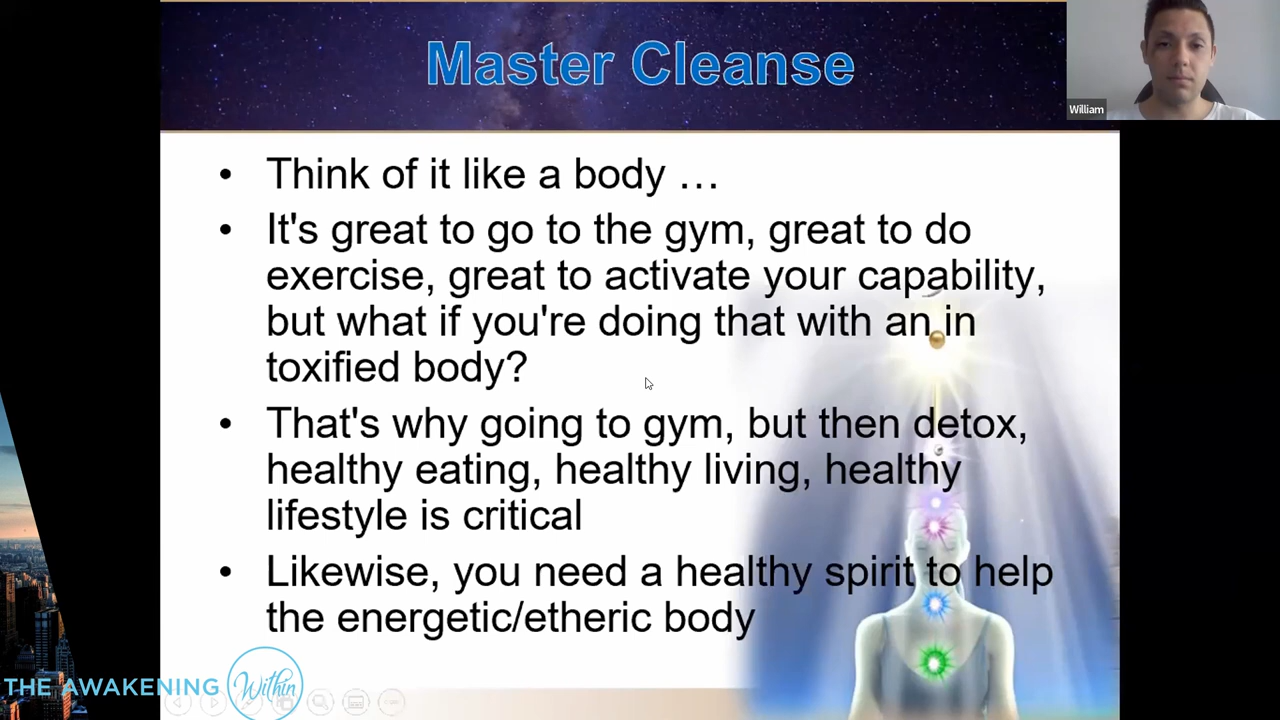 Master Cleanse
William
• Think of it like a body …
• It's great to go to the gym, great to do
exercise, great to activate your capability,
but what if you're doing that with an in
toxified body?
• That's why going to gym, but then detox,
healthy eating, healthy living, healthy
lifestyle is critical
• Likewise, you need a healthy spirit to help
the energetic/etheric body
THE AWAKENING Within